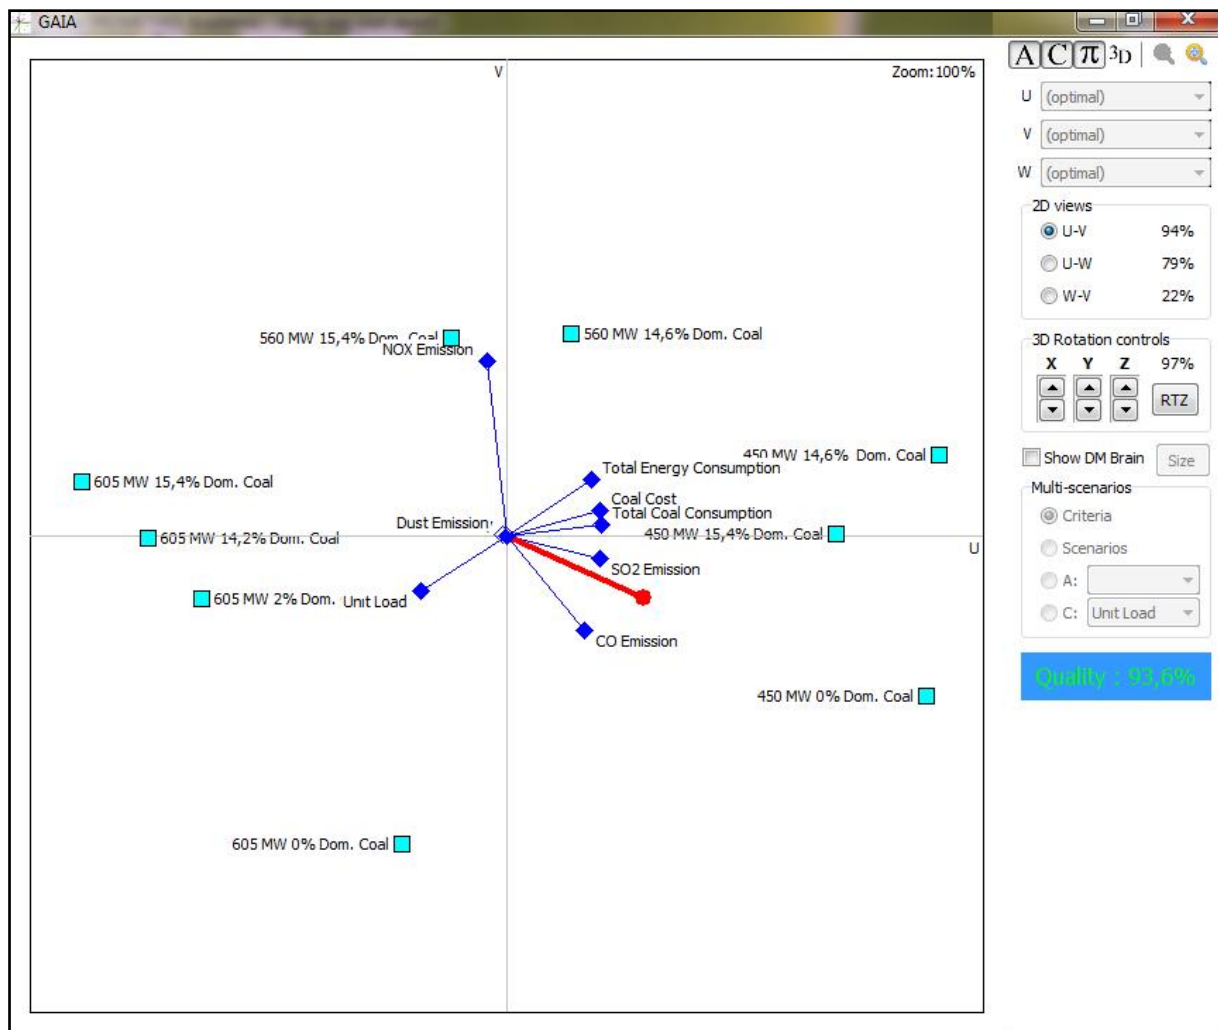 GAIA
V
Zoom:100%
A C π 3D
U (optimal)
V (optimal)
W (optimal)
2D views
U-V 94%
U-W 79%
W-V 22%
3D Rotation controls
X Y Z 97%
RTZ
Show DM Brain Size
Multi-scenarios
Criteria
Scenarios
A:
C: Unit Load
Quality : 93,6%
560 MW 15,4% Dom. Coal
560 MW 14,6% Dom. Coal
NOX Emission
450 MW 14,6% Dom. Coal
Total Energy Consumption
605 MW 15,4% Dom. Coal
Coal Cost
Total Coal Consumption
Dust Emission
450 MW 15,4% Dom. Coal
605 MW 14,2% Dom. Coal
U
SO2 Emission
605 MW 2% Dom.
Unit Load
CO Emission
450 MW 0% Dom. Coal
605 MW 0% Dom. Coal